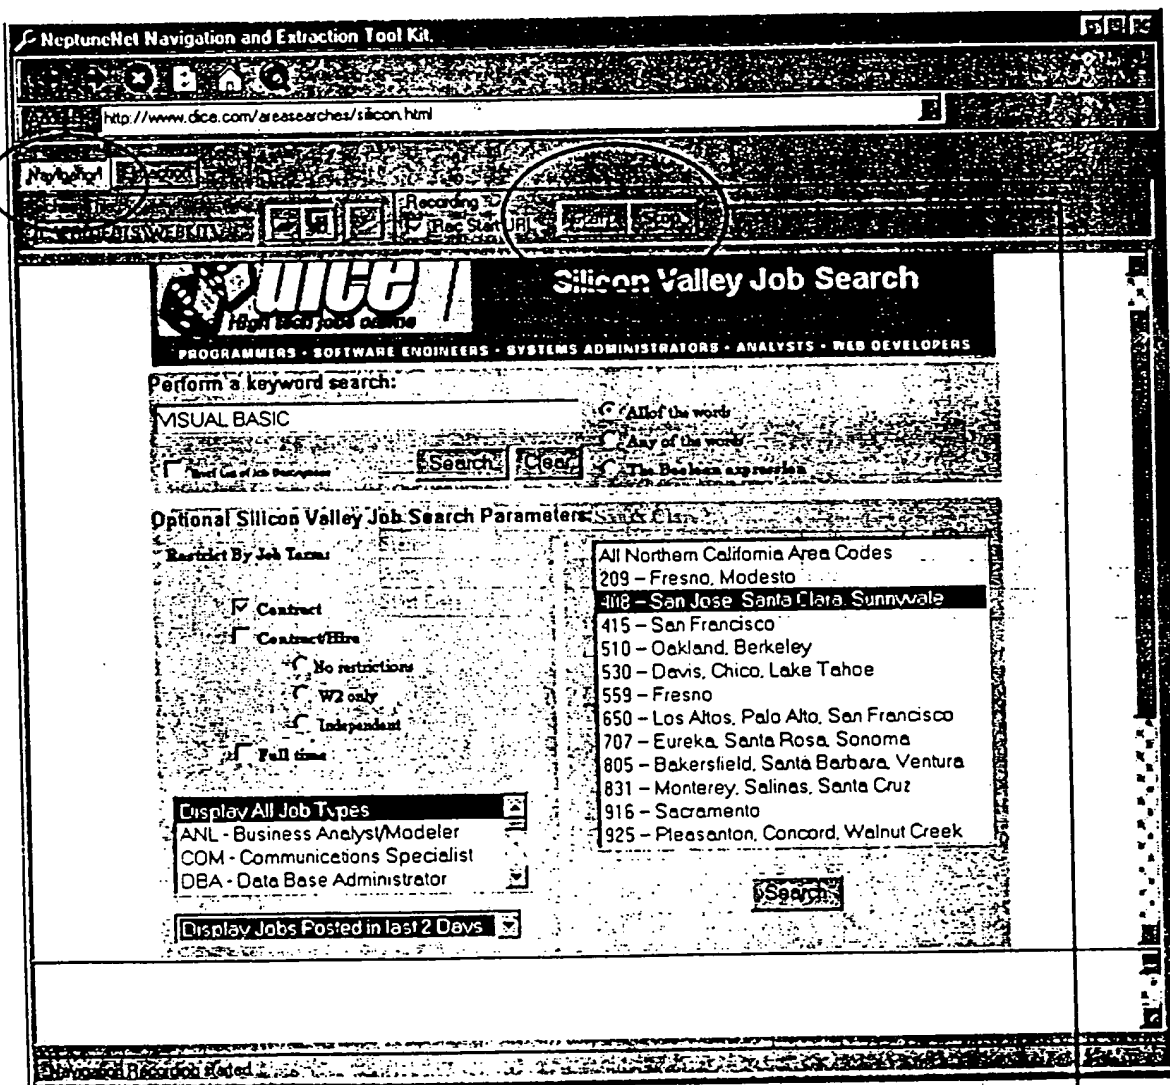 NeptuneNet Navigation and Extraction Tool Kit.
http://www.dice.com/areasearches/silicon.html
Navigation
Recording
Rec Start URL
Start Stop
dice
High tech jobs online
Silicon Valley Job Search
PROGRAMMERS • SOFTWARE ENGINEERS • SYSTEMS ADMINISTRATORS • ANALYSTS • WEB DEVELOPERS
Perform a keyword search:
VISUAL BASIC
All of the words
Any of the words
Search Clear
The Boolean expression
Optional Silicon Valley Job Search Parameters:
Restrict By Job Terms
Contract
Contract/Hire
No restrictions
W2 only
Independent
Full time
All Northern California Area Codes
209 – Fresno, Modesto
408 – San Jose, Santa Clara, Sunnyvale
415 – San Francisco
510 – Oakland, Berkeley
530 – Davis, Chico, Lake Tahoe
559 – Fresno
650 – Los Altos, Palo Alto, San Francisco
707 – Eureka, Santa Rosa, Sonoma
805 – Bakersfield, Santa Barbara, Ventura
831 – Monterey, Salinas, Santa Cruz
916 – Sacramento
925 – Pleasanton, Concord, Walnut Creek
Display All Job Types
ANL - Business Analyst/Modeler
COM - Communications Specialist
DBA - Data Base Administrator
Search
Display Jobs Posted in last 2 Days
Navigation Recording started